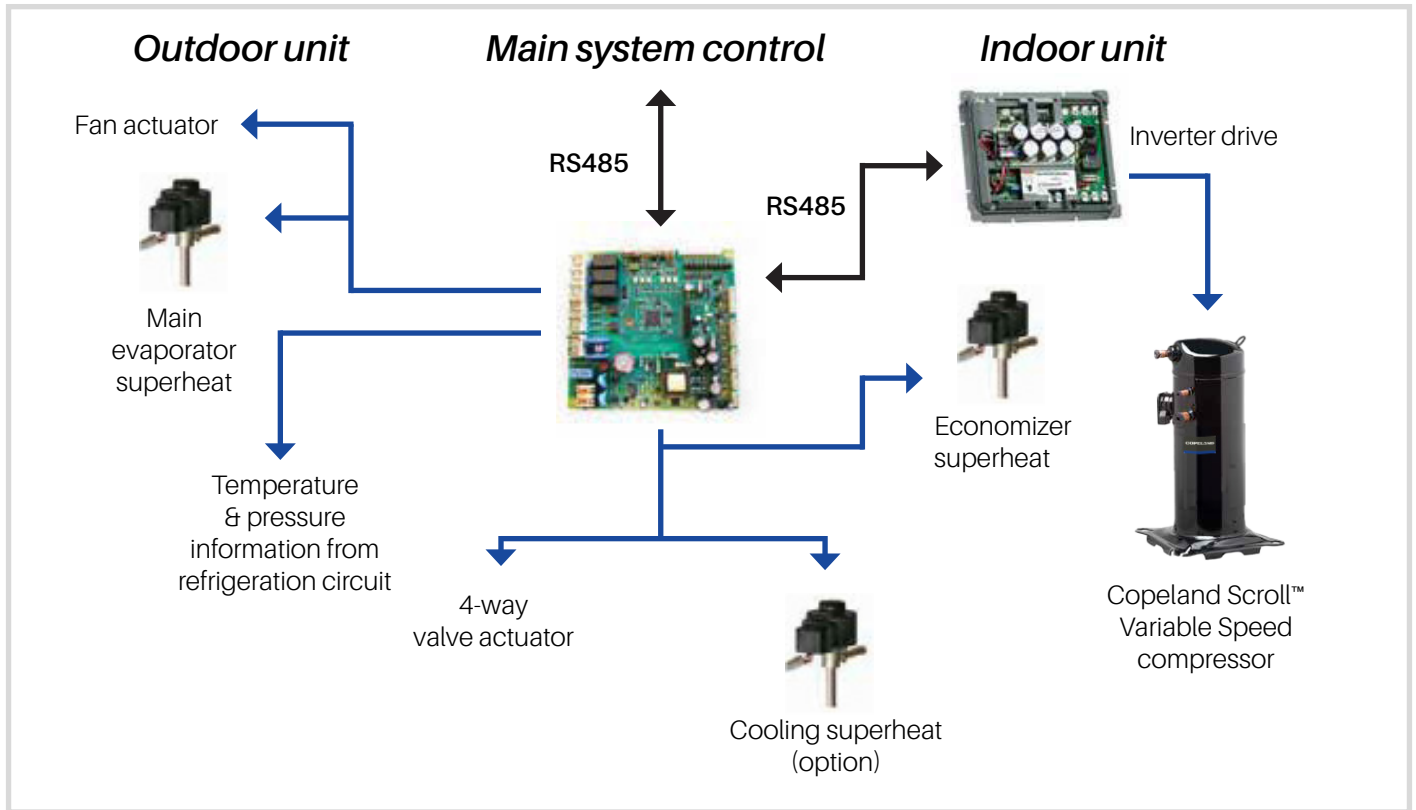 Outdoor unit
Main system control
Indoor unit
Fan actuator
RS485
Inverter drive
RS485
Main
evaporator
superheat
Economizer
superheat
Temperature
& pressure
information from
refrigeration circuit
4-way
valve actuator
COPELAND
Copeland Scroll™
Variable Speed
compressor
Cooling superheat
(option)